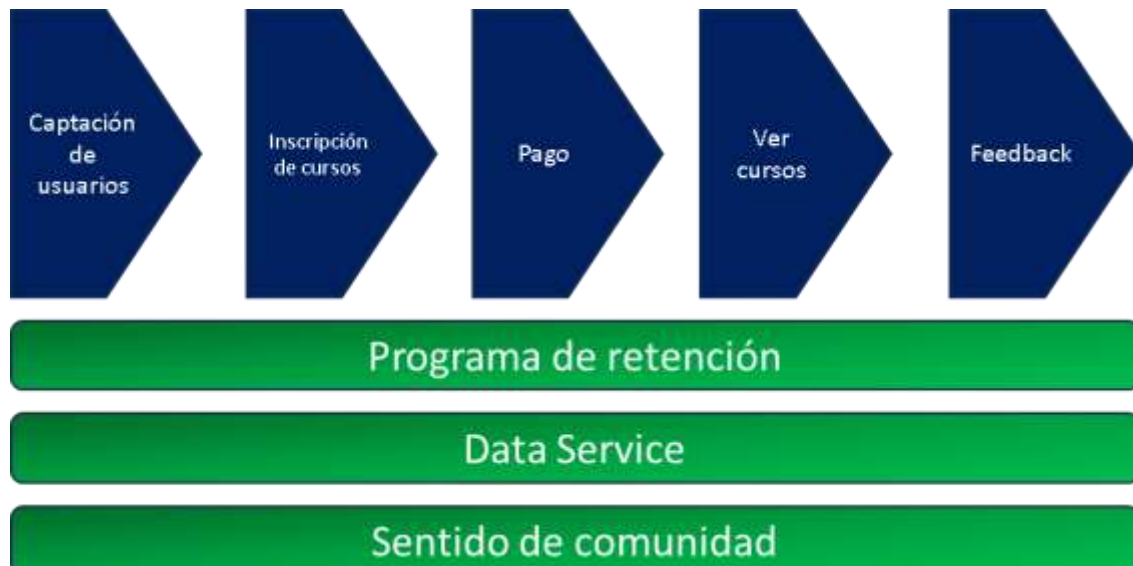 Captación
de
usuarios
Inscripción
de cursos
Pago
Ver
cursos
Feedback
Programa de retención
Data Service
Sentido de comunidad